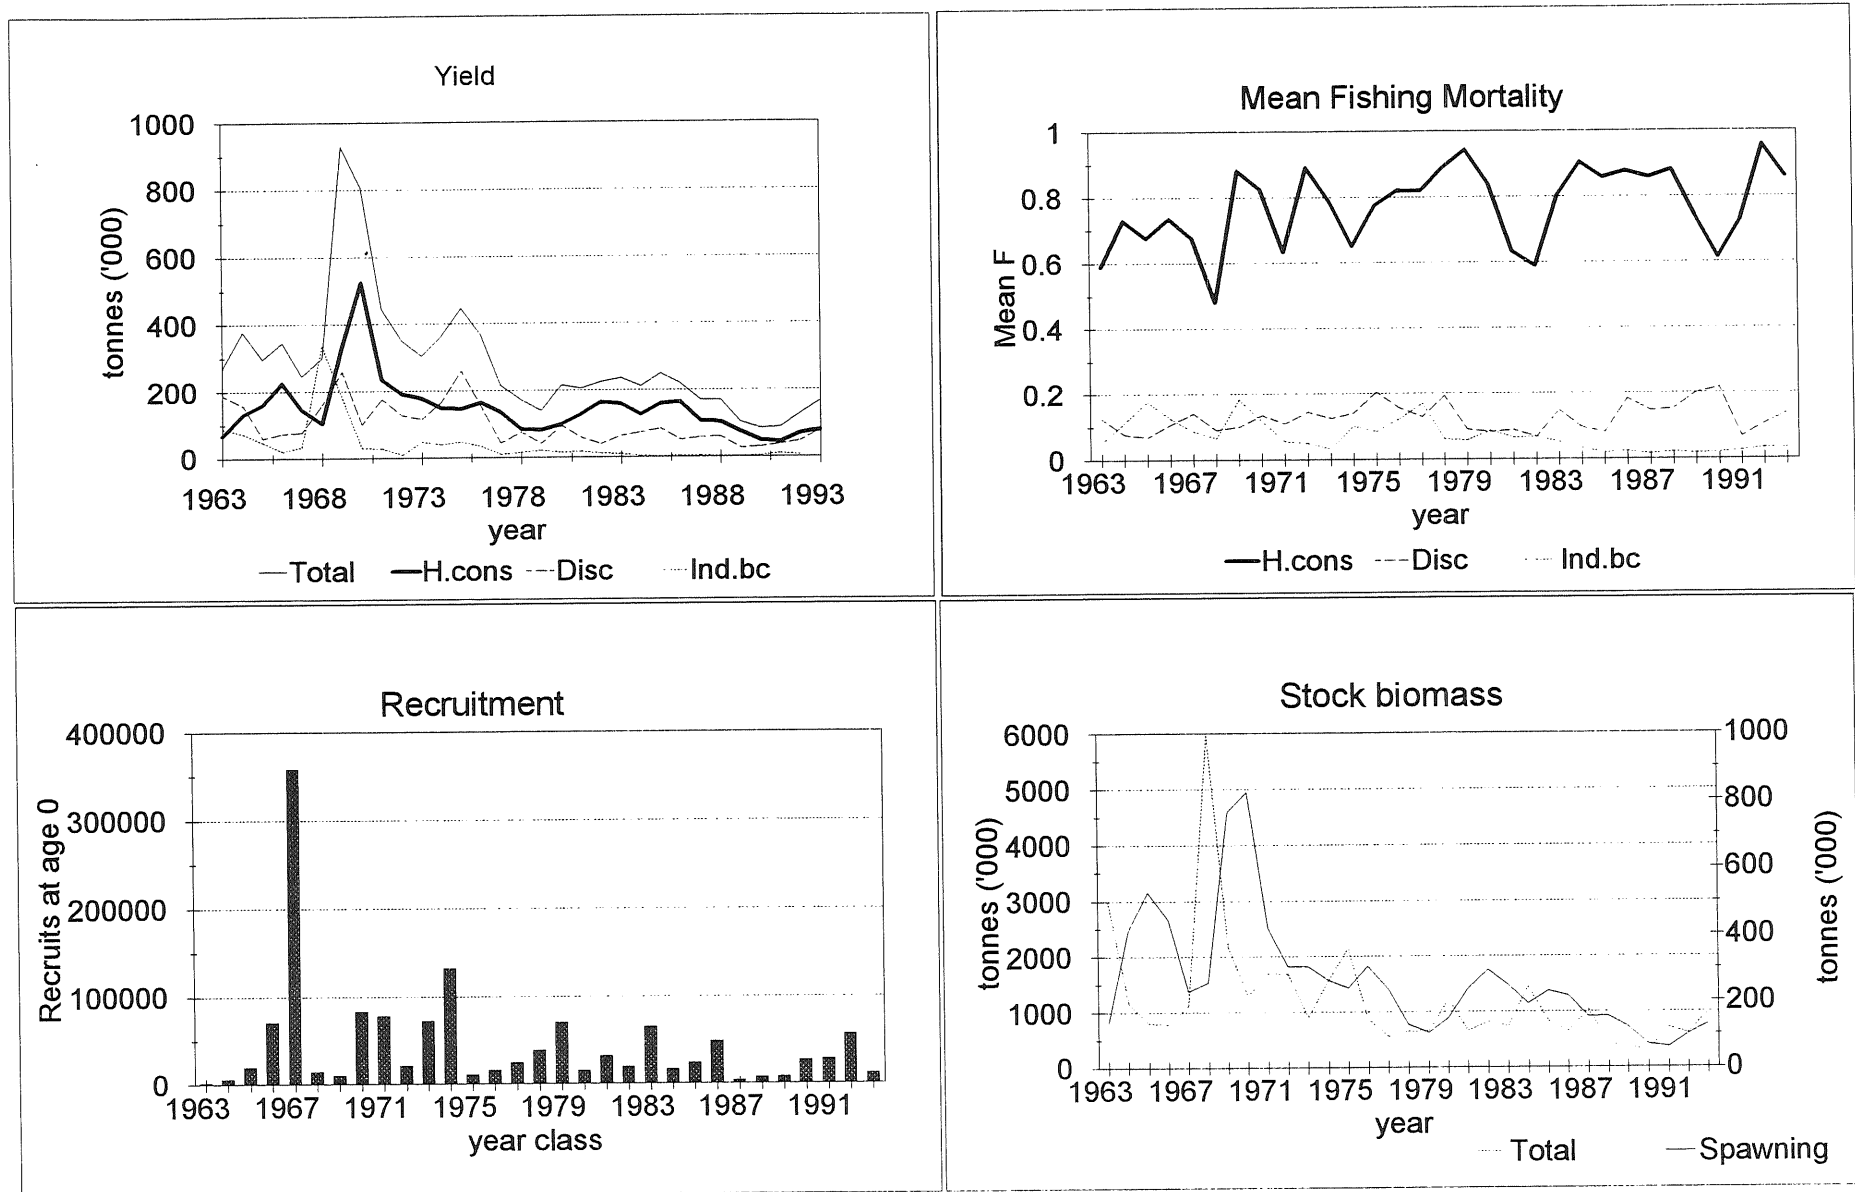 Yield
1000
800
600
400
200
0
tonnes ('000)
1963 1968 1973 1978 1983 1988 1993
year
Total H.cons Disc Ind.bc
Mean Fishing Mortality
1
0.8
0.6
0.4
0.2
0
Mean F
1963 1967 1971 1975 1979 1983 1987 1991
year
H.cons Disc Ind.bc
Recruitment
400000
300000
200000
100000
0
Recruits at age 0
1963 1967 1971 1975 1979 1983 1987 1991
year class
Stock biomass
6000
5000
4000
3000
2000
1000
0
tonnes ('000)
1000
800
600
400
200
0
tonnes ('000)
1963 1967 1971 1975 1979 1983 1987 1991
year
Total Spawning